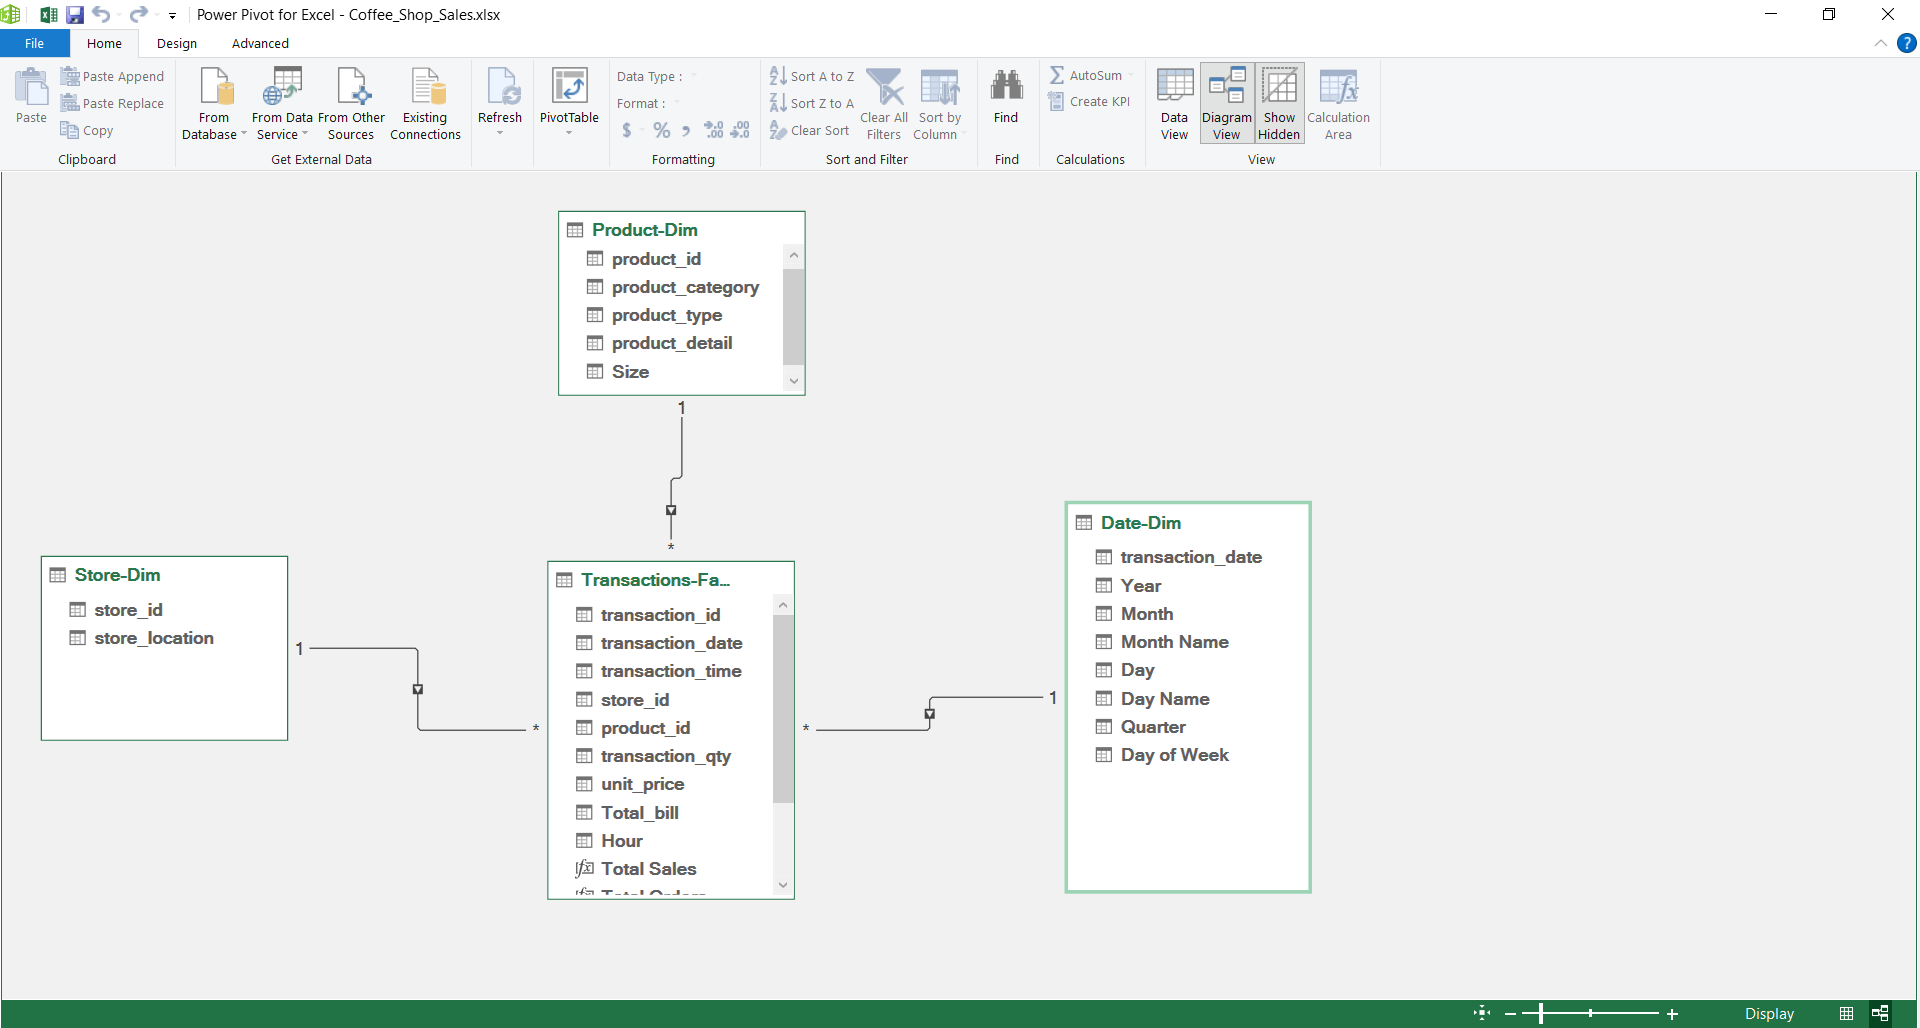 Power Pivot for Excel - Coffee_Shop_Sales.xlsx
File Home Design Advanced
Paste
Paste Append
Paste Replace
Copy
Clipboard
From Database
From Data Service
From Other Sources
Existing Connections
Get External Data
Refresh
PivotTable
Data Type :
Format :
$ % ,
Formatting
Sort A to Z
Sort Z to A
Clear Sort
Clear All Filters
Sort by Column
Sort and Filter
Find
Find
AutoSum
Create KPI
Calculations
Data View
Diagram View
Show Hidden
Calculation Area
View
Product-Dim
product_id
product_category
product_type
product_detail
Size
1
*
Store-Dim
store_id
store_location
1
*
Transactions-Fa...
transaction_id
transaction_date
transaction_time
store_id
product_id
transaction_qty
unit_price
Total_bill
Hour
Total Sales
Total Orders
*
1
Date-Dim
transaction_date
Year
Month
Month Name
Day
Day Name
Quarter
Day of Week
Display